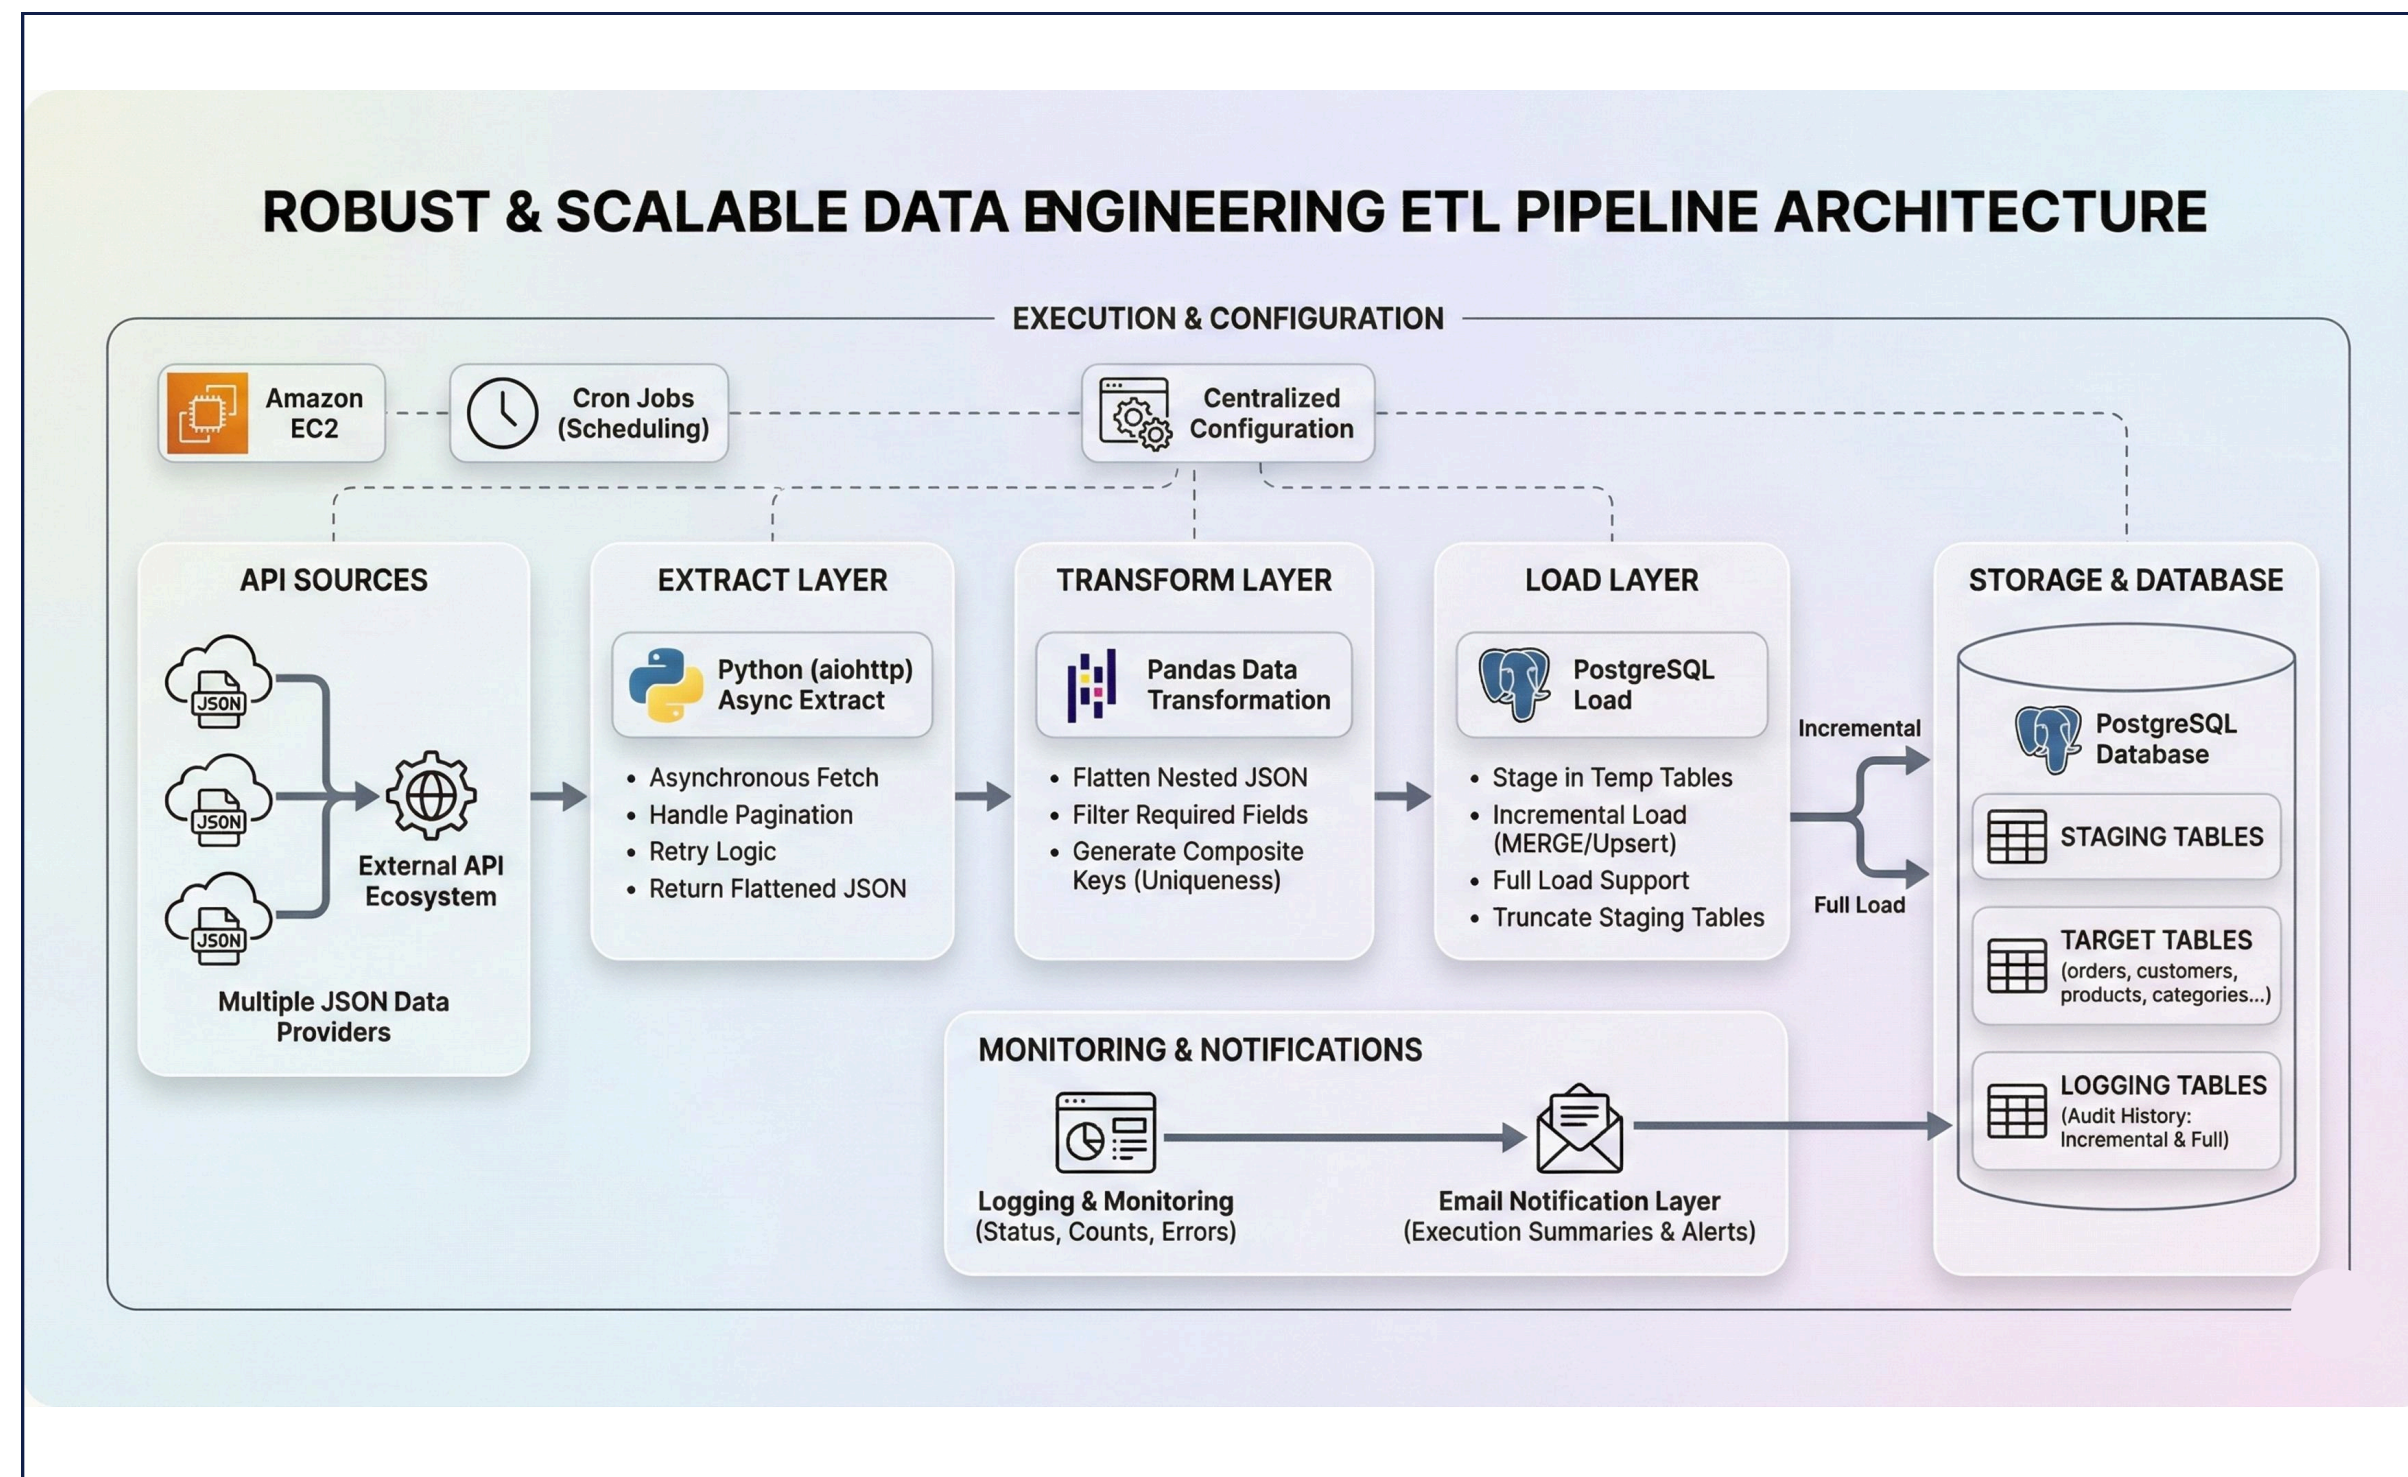 ROBUST & SCALABLE DATA ENGINEERING ETL PIPELINE ARCHITECTURE
EXECUTION & CONFIGURATION
Amazon
EC2
Cron Jobs
(Scheduling)
Centralized
Configuration
API SOURCES
JSON
JSON
JSON
External API
Ecosystem
Multiple JSON Data
Providers
EXTRACT LAYER
Python (aiohttp)
Async Extract
• Asynchronous Fetch
• Handle Pagination
• Retry Logic
• Return Flattened JSON
TRANSFORM LAYER
Pandas Data
Transformation
• Flatten Nested JSON
• Filter Required Fields
• Generate Composite
Keys (Uniqueness)
LOAD LAYER
PostgreSQL
Load
• Stage in Temp Tables
• Incremental Load
(MERGE/Upsert)
• Full Load Support
• Truncate Staging Tables
Incremental
Full Load
STORAGE & DATABASE
PostgreSQL
Database
STAGING TABLES
TARGET TABLES
(orders, customers,
products, categories...)
LOGGING TABLES
(Audit History:
Incremental & Full)
MONITORING & NOTIFICATIONS
Logging & Monitoring
(Status, Counts, Errors)
Email Notification Layer
(Execution Summaries & Alerts)